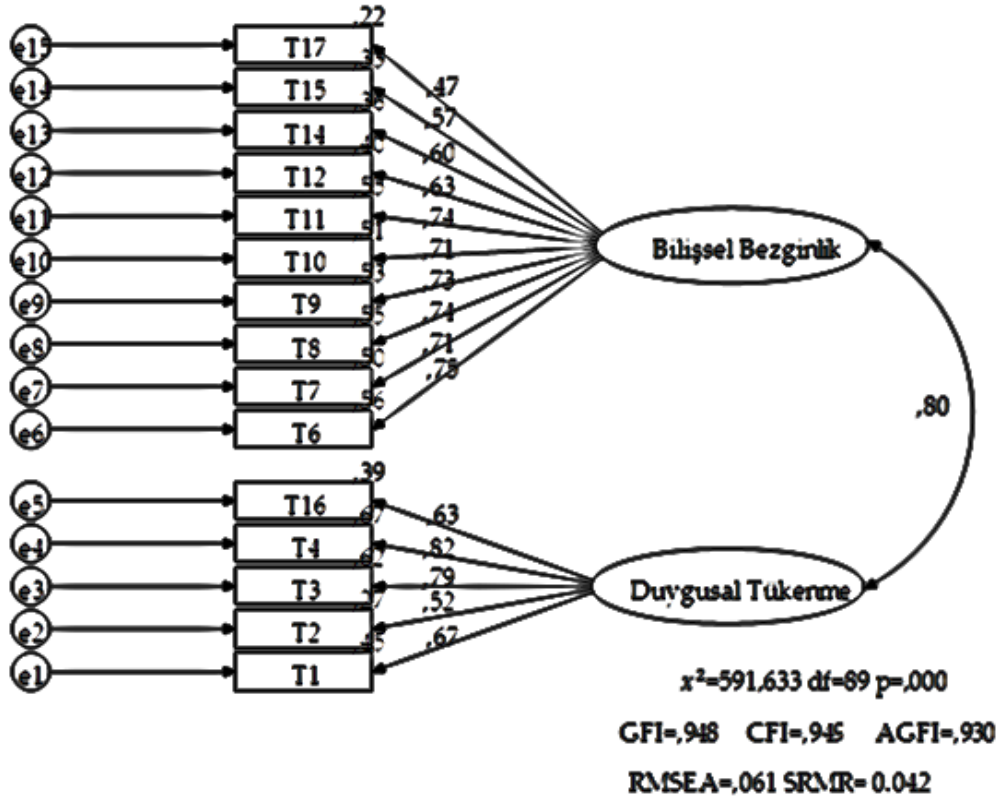 ,22
e15 T17 ,47
e14 T15 ,57
e13 T14 ,60
e12 T12 ,63
e11 T11 ,74
e10 T10 ,71
e9 T9 ,73
e8 T8 ,74
e7 T7 ,71
e6 T6 ,75
Bilişsel Bezginlik
,80
,39
e5 T16 ,63
e4 T4 ,82
e3 T3 ,79
e2 T2 ,52
e1 T1 ,67
Duygusal Tükenme
x²=591,633 df=89 p=,000
GFI=,948 CFI=,945 AGFI=,930
RMSEA=,061 SRMR= 0.042